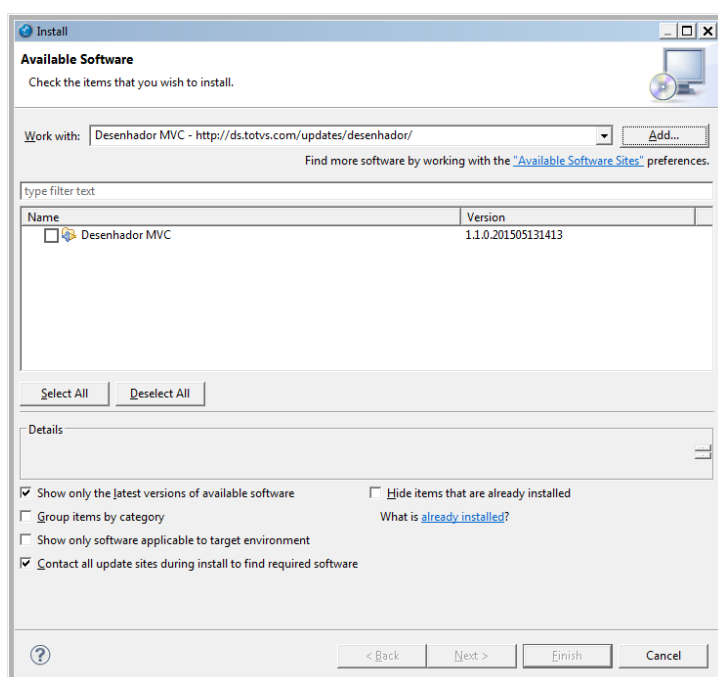 Install
Available Software
Check the items that you wish to install.
Work with: Desenhador MVC - http://ds.totvs.com/updates/desenhador/ Add...
Find more software by working with the "Available Software Sites" preferences.
type filter text
Name Version
Desenhador MVC 1.1.0.201505131413
Select All Deselect All
Details
Show only the latest versions of available software Hide items that are already installed
Group items by category What is already installed?
Show only software applicable to target environment
Contact all update sites during install to find required software
? < Back Next > Finish Cancel